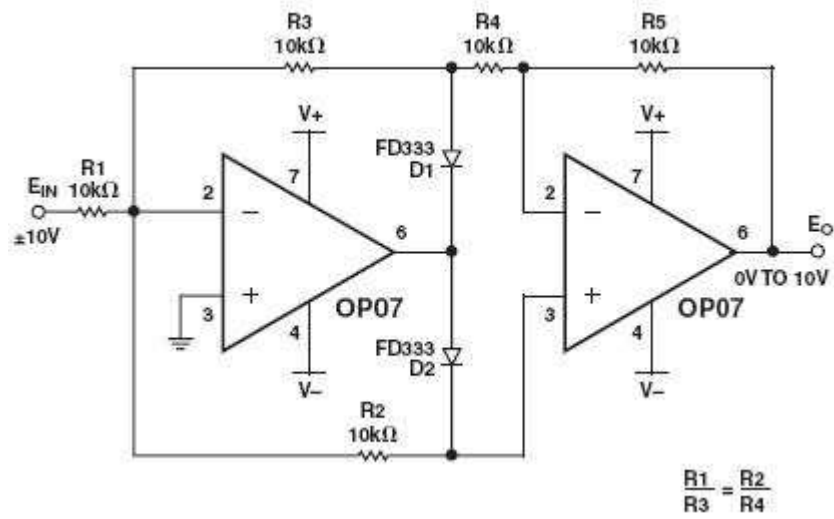 R3
10kΩ
R4
10kΩ
R5
10kΩ
V+
V+
FD333
D1
R1
10kΩ
EIN
±10V
7
2
−
6
+
3
4
OP07
V−
7
2
−
6
+
3
4
OP07
V−
EO
0V TO 10V
FD333
D2
R2
10kΩ
R1/R3 = R2/R4